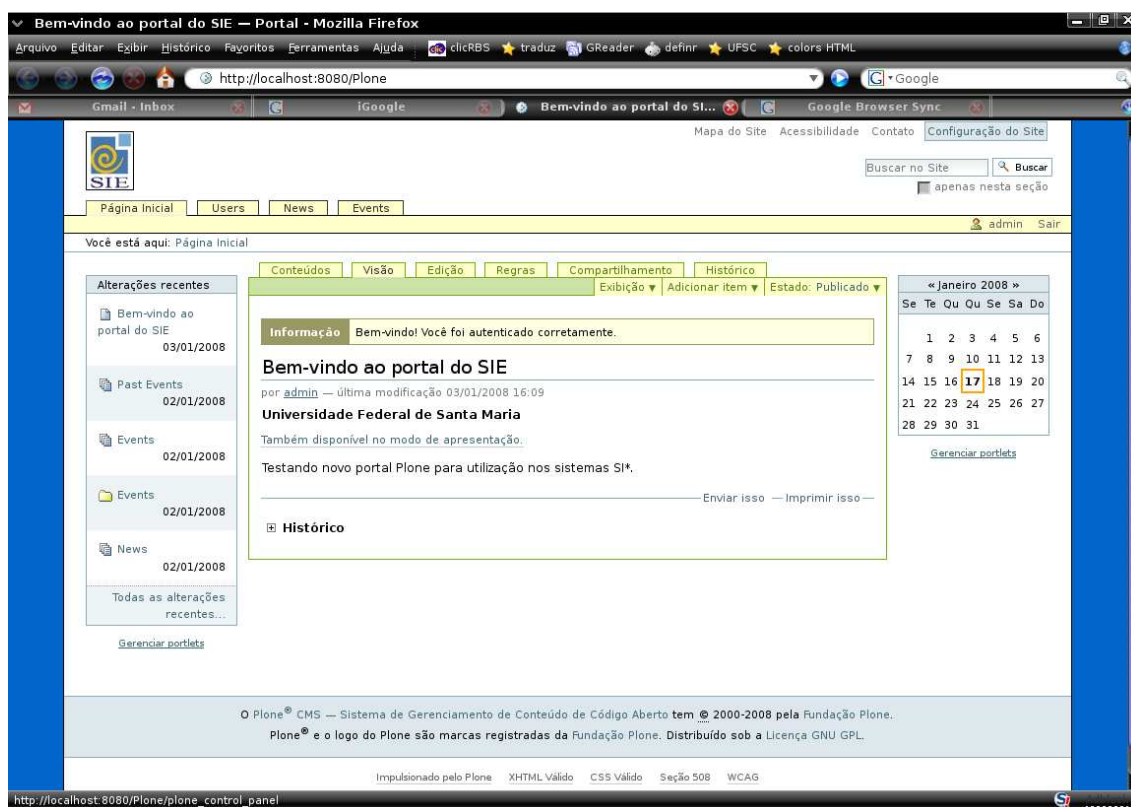 Bem-vindo ao portal do SIE — Portal - Mozilla Firefox
Arquivo Editar Exibir Histórico Favoritos Ferramentas Ajuda clicRBS traduz GReader definr UFSC colors HTML
http://localhost:8080/Plone Google
Gmail - Inbox iGoogle Bem-vindo ao portal do SI... Google Browser Sync
Mapa do Site Acessibilidade Contato Configuração do Site
SIE
Buscar no Site Buscar
apenas nesta seção
Página Inicial Users News Events
admin Sair
Você está aqui: Página Inicial
Alterações recentes
Bem-vindo ao
portal do SIE
03/01/2008
Past Events
02/01/2008
Events
02/01/2008
Events
02/01/2008
News
02/01/2008
Todas as alterações
recentes...
Gerenciar portlets
Conteúdos Visão Edição Regras Compartilhamento Histórico
Exibição ▼ Adicionar item ▼ Estado: Publicado ▼
Informação Bem-vindo! Você foi autenticado corretamente.
Bem-vindo ao portal do SIE
por admin — última modificação 03/01/2008 16:09
Universidade Federal de Santa Maria
Também disponível no modo de apresentação.
Testando novo portal Plone para utilização nos sistemas SI*.
Enviar isso — Imprimir isso —
Histórico
« Janeiro 2008 »
Se Te Qu Qu Se Sa Do
1 2 3 4 5 6
7 8 9 10 11 12 13
14 15 16 17 18 19 20
21 22 23 24 25 26 27
28 29 30 31
Gerenciar portlets
O Plone® CMS — Sistema de Gerenciamento de Conteúdo de Código Aberto tem © 2000-2008 pela Fundação Plone.
Plone® e o logo do Plone são marcas registradas da Fundação Plone. Distribuído sob a Licença GNU GPL.
Impulsionado pelo Plone XHTML Válido CSS Válido Seção 508 WCAG
http://localhost:8080/Plone/plone_control_panel